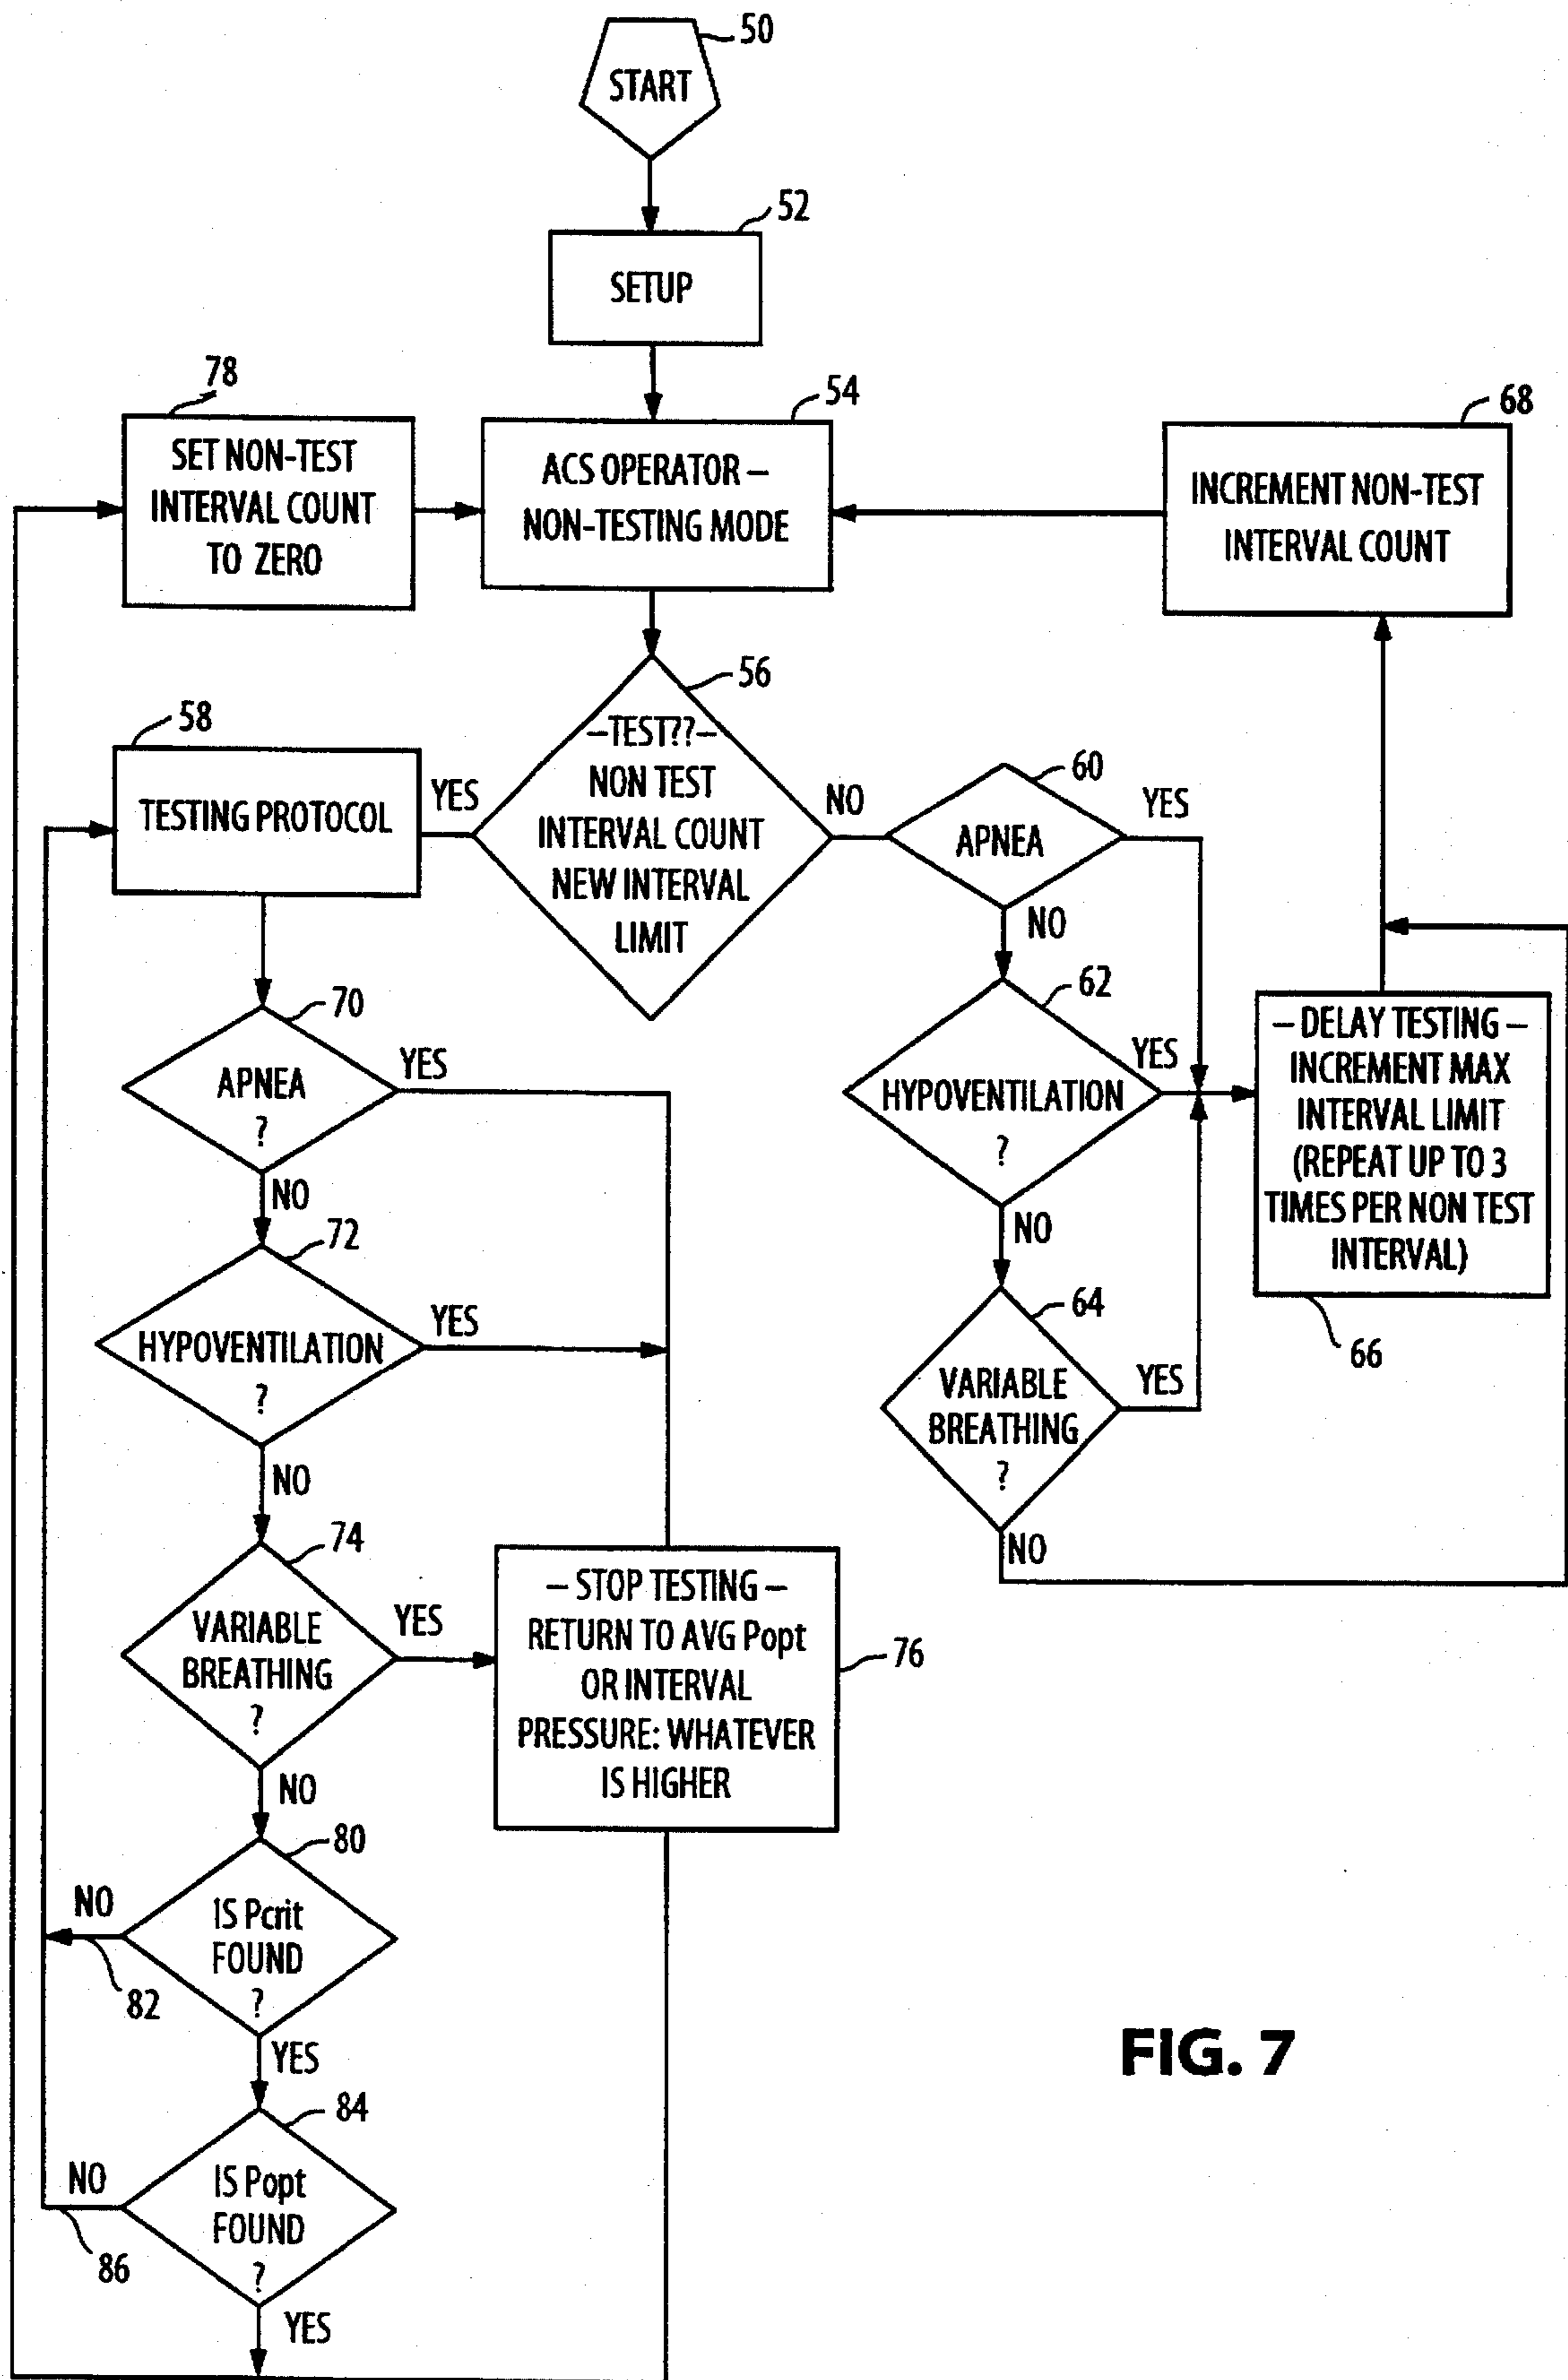 50
START
52
SETUP
78
SET NON-TEST
INTERVAL COUNT
TO ZERO
54
ACS OPERATOR –
NON-TESTING MODE
68
INCREMENT NON-TEST
INTERVAL COUNT
56
–TEST??–
NON TEST
INTERVAL COUNT
NEW INTERVAL
LIMIT
58
TESTING PROTOCOL
YES
NO
60
APNEA
YES
NO
62
HYPOVENTILATION
?
YES
NO
64
VARIABLE
BREATHING
?
YES
NO
– DELAY TESTING –
INCREMENT MAX
INTERVAL LIMIT
(REPEAT UP TO 3
TIMES PER NON TEST
INTERVAL)
66
70
APNEA
?
YES
NO
72
HYPOVENTILATION
?
YES
NO
74
VARIABLE
BREATHING
?
YES
NO
– STOP TESTING –
RETURN TO AVG Popt
OR INTERVAL
PRESSURE: WHATEVER
IS HIGHER
76
80
IS Pcrit
FOUND
?
NO
82
YES
84
IS Popt
FOUND
?
NO
86
YES
FIG. 7